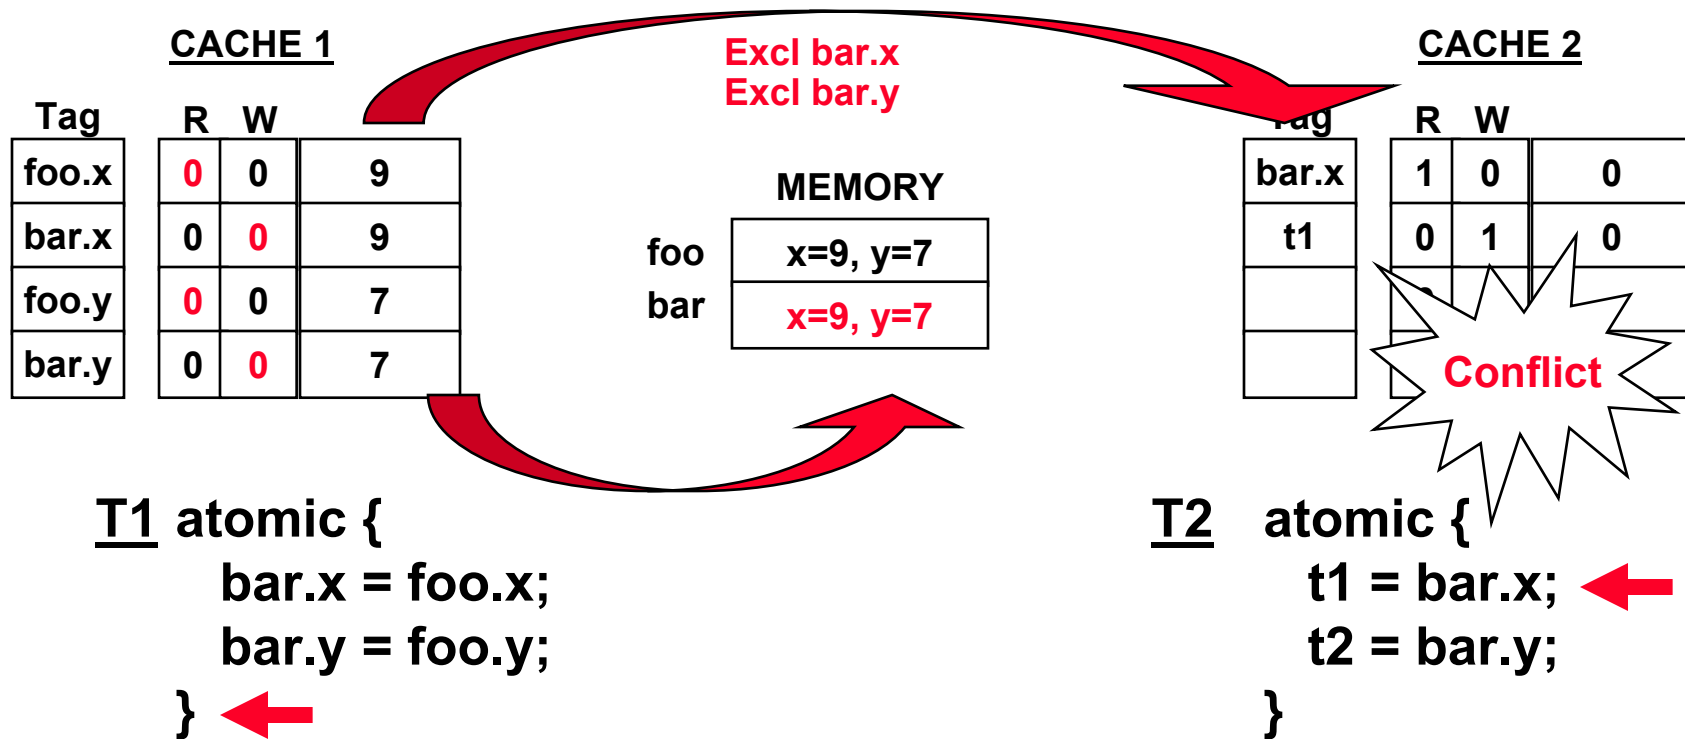 CACHE 1
Excl bar.x
Excl bar.y
CACHE 2
Tag R W
foo.x 0 0 9
bar.x 0 0 9
foo.y 0 0 7
bar.y 0 0 7
MEMORY
foo x=9, y=7
bar x=9, y=7
Tag R W
bar.x 1 0 0
t1 0 1 0
Conflict
T1 atomic {
bar.x = foo.x;
bar.y = foo.y;
}
T2 atomic {
t1 = bar.x;
t2 = bar.y;
}